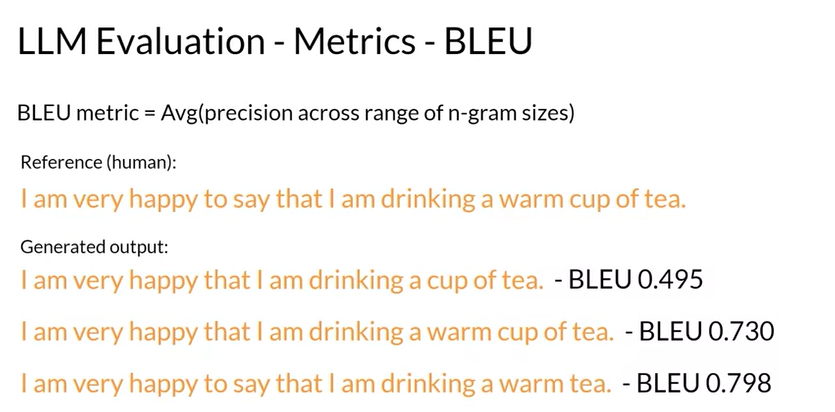 LLM Evaluation - Metrics - BLEU
BLEU metric = Avg(precision across range of n-gram sizes)
Reference (human):
I am very happy to say that I am drinking a warm cup of tea.
Generated output:
I am very happy that I am drinking a cup of tea. - BLEU 0.495
I am very happy that I am drinking a warm cup of tea. - BLEU 0.730
I am very happy to say that I am drinking a warm tea. - BLEU 0.798